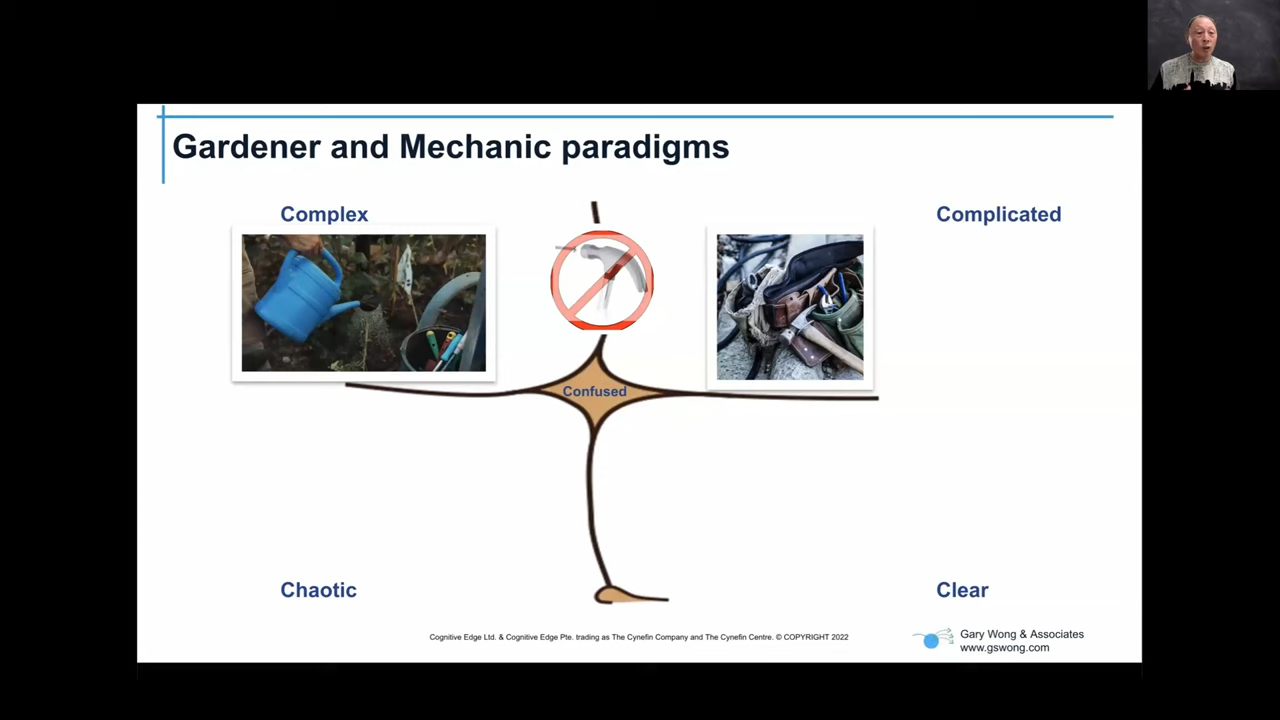 Gardener and Mechanic paradigms
Complex
Complicated
Confused
Chaotic
Clear
Cognitive Edge Ltd. & Cognitive Edge Pte. trading as The Cynefin Company and The Cynefin Centre. © COPYRIGHT 2022
Gary Wong & Associates
www.gswong.com